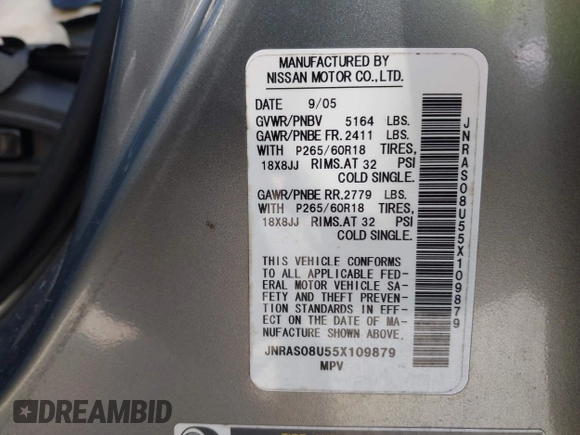 MANUFACTURED BY
NISSAN MOTOR CO.,LTD.
DATE 9/05
GVWR/PNBV 5164 LBS.
GAWR/PNBE FR.2411 LBS.
WITH P265/60R18 TIRES,
18X8JJ RIMS.AT 32 PSI
COLD SINGLE.
GAWR/PNBE RR.2779 LBS.
WITH P265/60R18 TIRES,
18X8JJ RIMS.AT 32 PSI
COLD SINGLE.
THIS VEHICLE CONFORMS
TO ALL APPLICABLE FED-
ERAL MOTOR VEHICLE SA-
FETY AND THEFT PREVEN-
TION STANDARDS IN EFF-
ECT ON THE DATE OF MA-
NUFACTURE SHOWN ABOVE.
JNRAS08U55X109879
MPV
JNRAS08U55X109879
DREAMBID